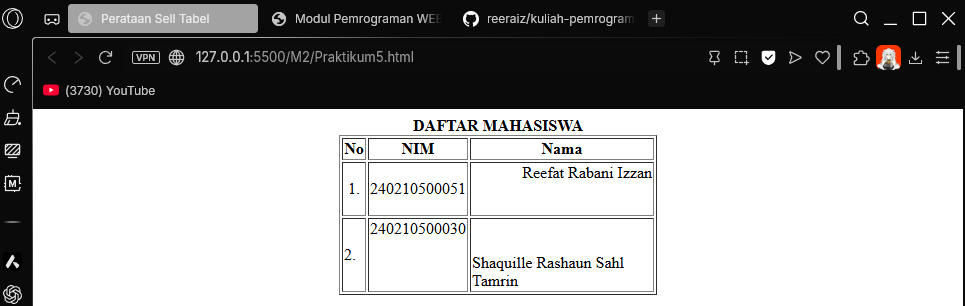 Perataan Sell Tabel
Modul Pemrograman WEB
reeraiz/kuliah-pemrogram
VPN
127.0.0.1:5500/M2/Praktikum5.html
(3730) YouTube
M
DAFTAR MAHASISWA
No NIM Nama
1. 240210500051 Reefat Rabani Izzan
2. 240210500030 Shaquille Rashaun Sahl
Tamrin